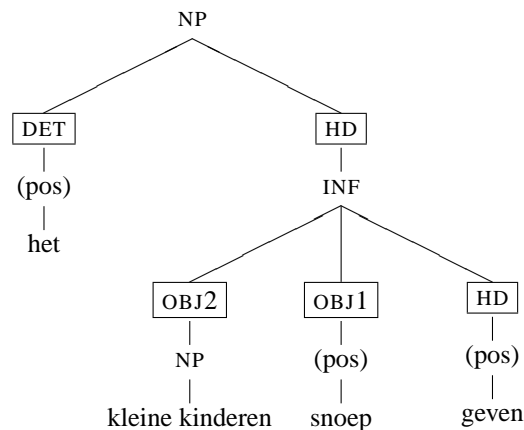 NP
DET HD
(pos) INF
het
OBJ2 OBJ1 HD
NP (pos) (pos)
kleine kinderen snoep geven